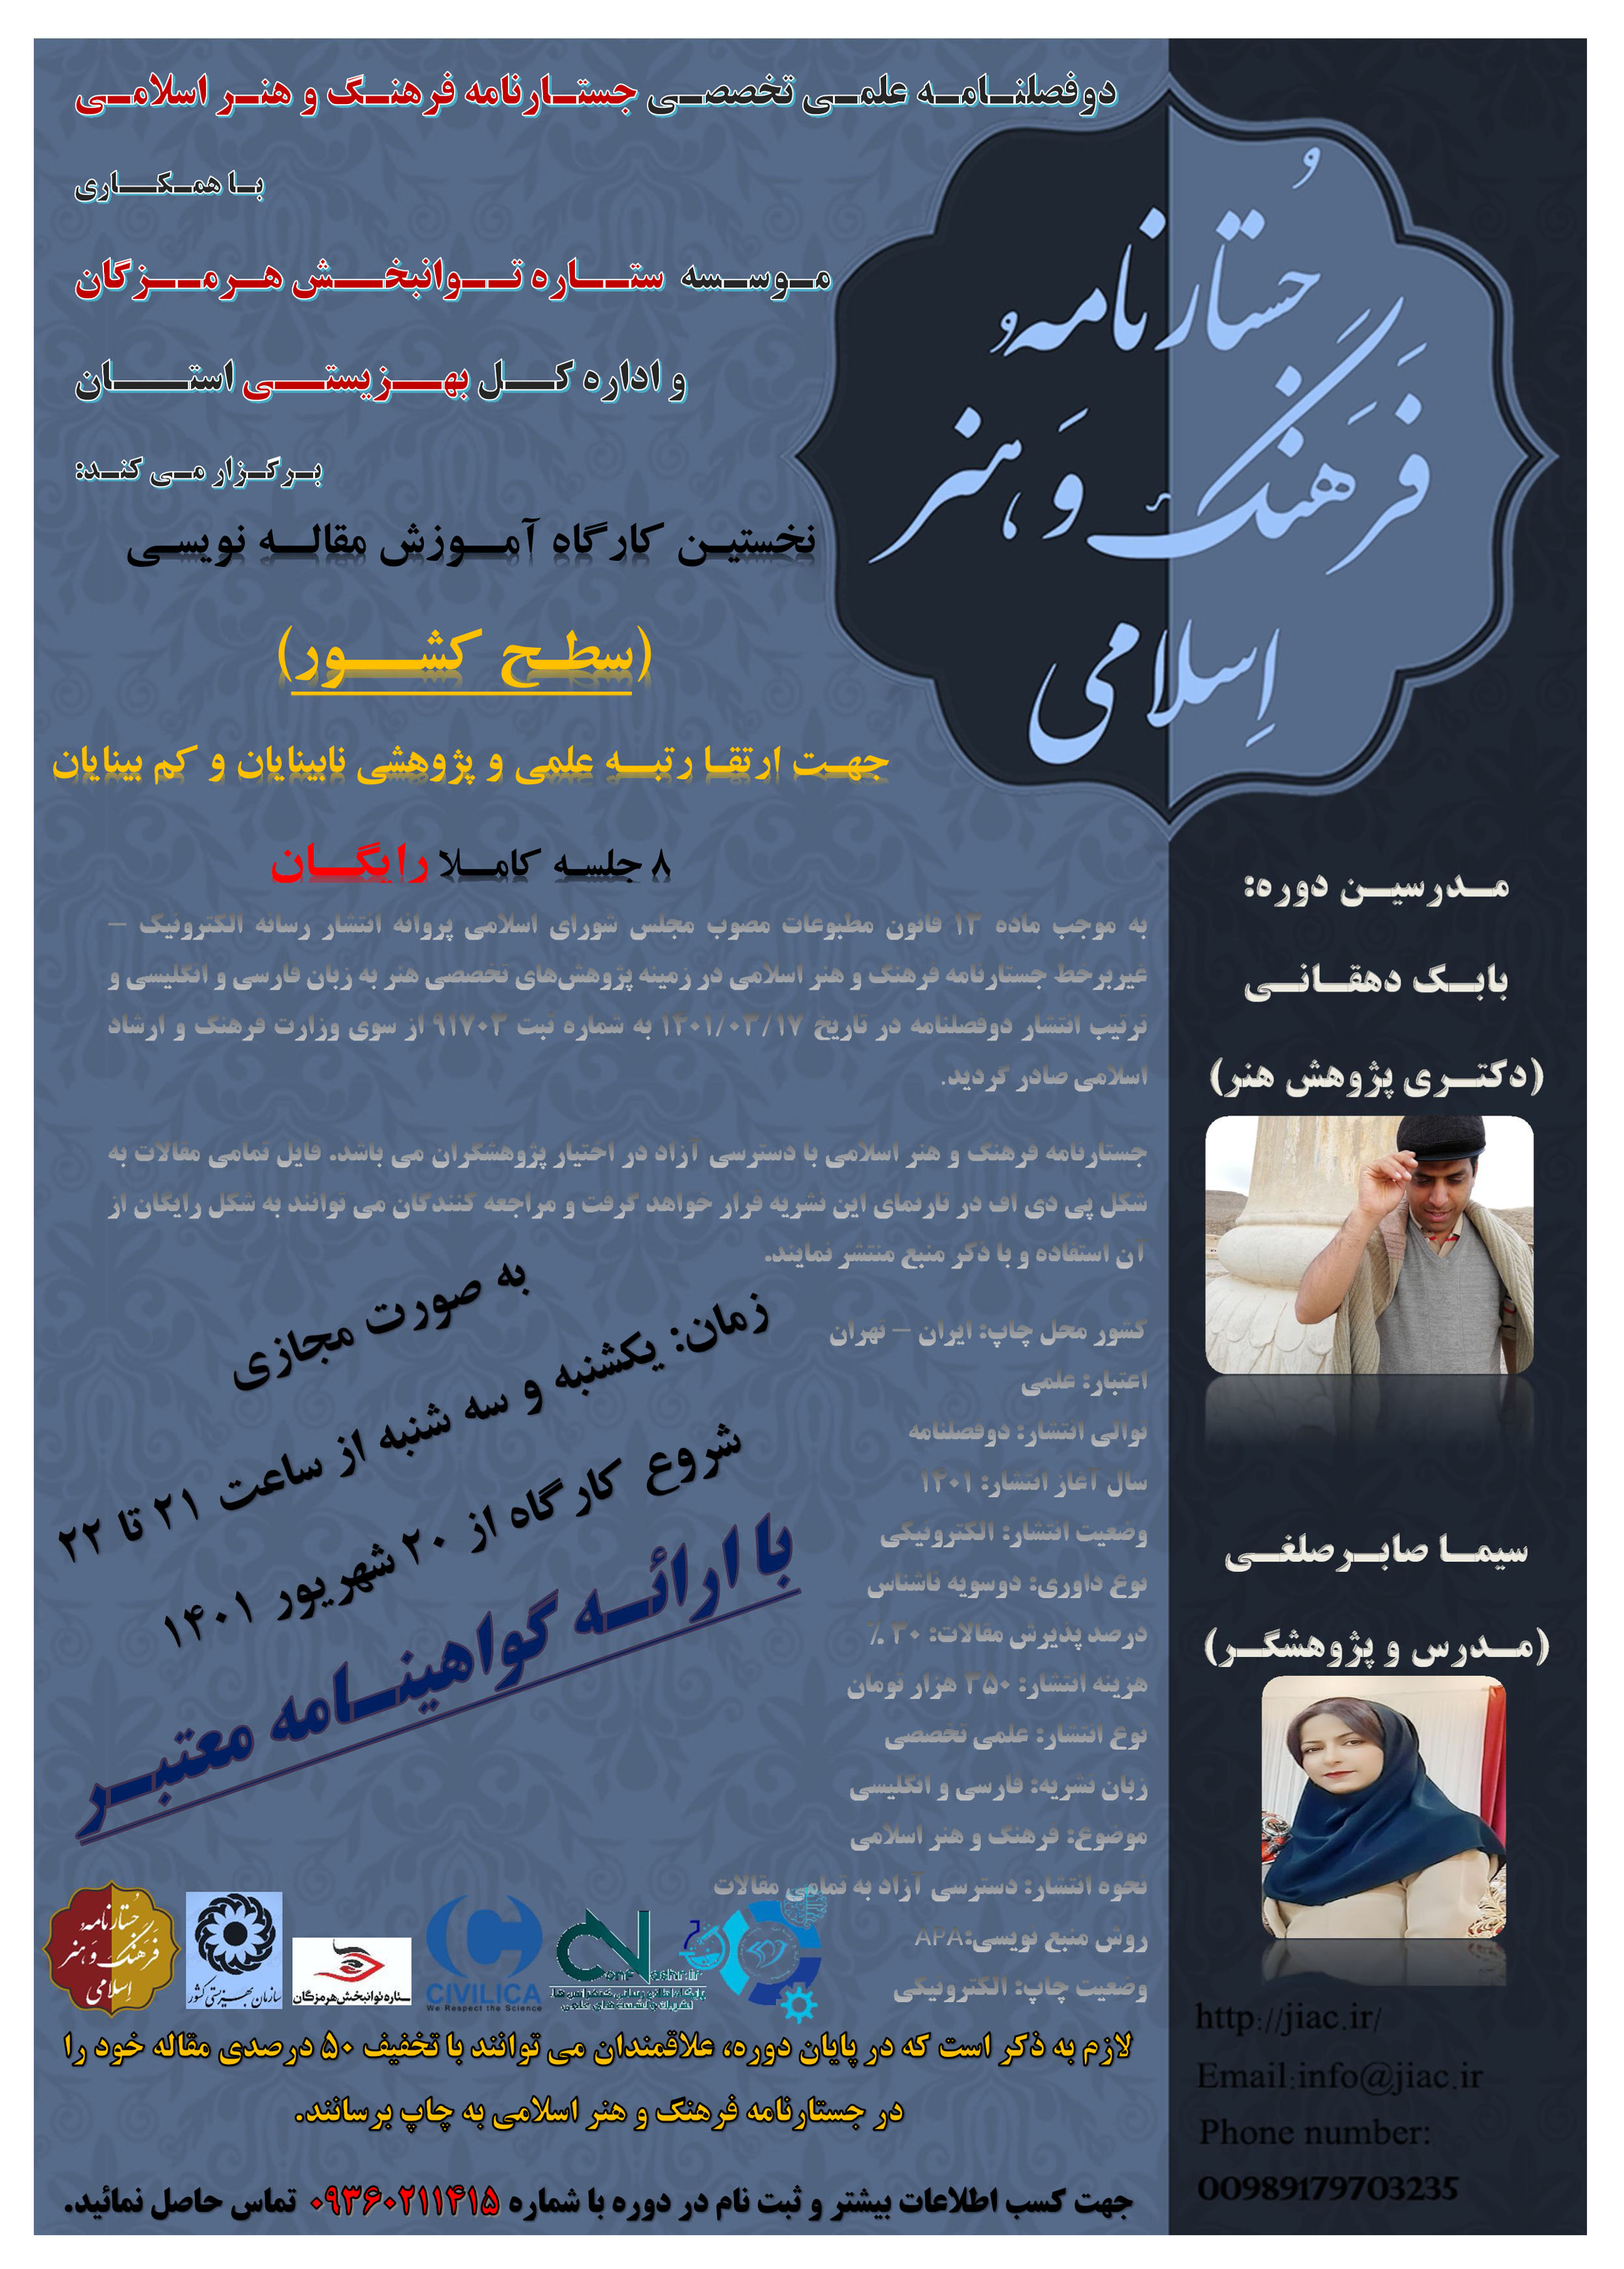 دوفصلنامه علمی تخصصی جستارنامه فرهنگ و هنر اسلامی
با همکاری
موسسه ستاره توانبخش هرمزگان
و اداره کل بهزیستی استان
برگزار می کند:
نخستین کارگاه آموزش مقاله نویسی
(سطح کشور)
جهت ارتقا رتبه علمی و پژوهشی نابینایان و کم بینایان
۸ جلسه کاملا رایگان
جُستارنامه
فَرهَنگ وَ هُنَر
اِسلامی
به موجب ماده ۱۳ قانون مطبوعات مصوب مجلس شورای اسلامی پروانه انتشار رسانه الکترونیک –
غیربرخط جستارنامه فرهنگ و هنر اسلامی در زمینه پژوهش‌های تخصصی هنر به زبان فارسی و انگلیسی و
ترتیب انتشار دوفصلنامه در تاریخ ۱۴۰۱/۰۳/۱۷ به شماره ثبت ۹۱۷۰۳ از سوی وزارت فرهنگ و ارشاد
اسلامی صادر گردید.
جستارنامه فرهنگ و هنر اسلامی با دسترسی آزاد در اختیار پژوهشگران می باشد. فایل تمامی مقالات به
شکل پی دی اف در تارنمای این نشریه قرار خواهد گرفت و مراجعه کنندگان می توانند به شکل رایگان از
آن استفاده و با ذکر منبع منتشر نمایند.
کشور محل چاپ: ایران – تهران
اعتبار: علمی
توالی انتشار: دوفصلنامه
سال آغاز انتشار: ۱۴۰۱
وضعیت انتشار: الکترونیکی
نوع داوری: دوسویه ناشناس
درصد پذیرش مقالات: ۳۰ ٪
هزینه انتشار: ۳۵۰ هزار تومان
نوع انتشار: علمی تخصصی
زبان نشریه: فارسی و انگلیسی
موضوع: فرهنگ و هنر اسلامی
نحوه انتشار: دسترسی آزاد به تمامی مقالات
روش منبع نویسی:APA
وضعیت چاپ: الکترونیکی
به صورت مجازی
زمان: یکشنبه و سه شنبه از ساعت ۲۱ تا ۲۲
شروع کارگاه از ۲۰ شهریور ۱۴۰۱
با ارائه گواهینامه معتبر
مدرسین دوره:
بابک دهقانی
(دکتری پژوهش هنر)
سیما صابرصلغی
(مدرس و پژوهشگر)
جُستارنامه
فَرهَنگ وَ هُنَر
اِسلامی
سازمان بهزیستی کشور
ستاره توانبخش هرمزگان
CIVILICA
We Respect the Science
لازم به ذکر است که در پایان دوره، علاقمندان می توانند با تخفیف ۵۰ درصدی مقاله خود را
در جستارنامه فرهنگ و هنر اسلامی به چاپ برسانند.
جهت کسب اطلاعات بیشتر و ثبت نام در دوره با شماره ۰۹۳۶۰۲۱۱۴۱۵ تماس حاصل نمائید.
http://jiac.ir/
Email:info@jiac.ir
Phone number:
00989179703235